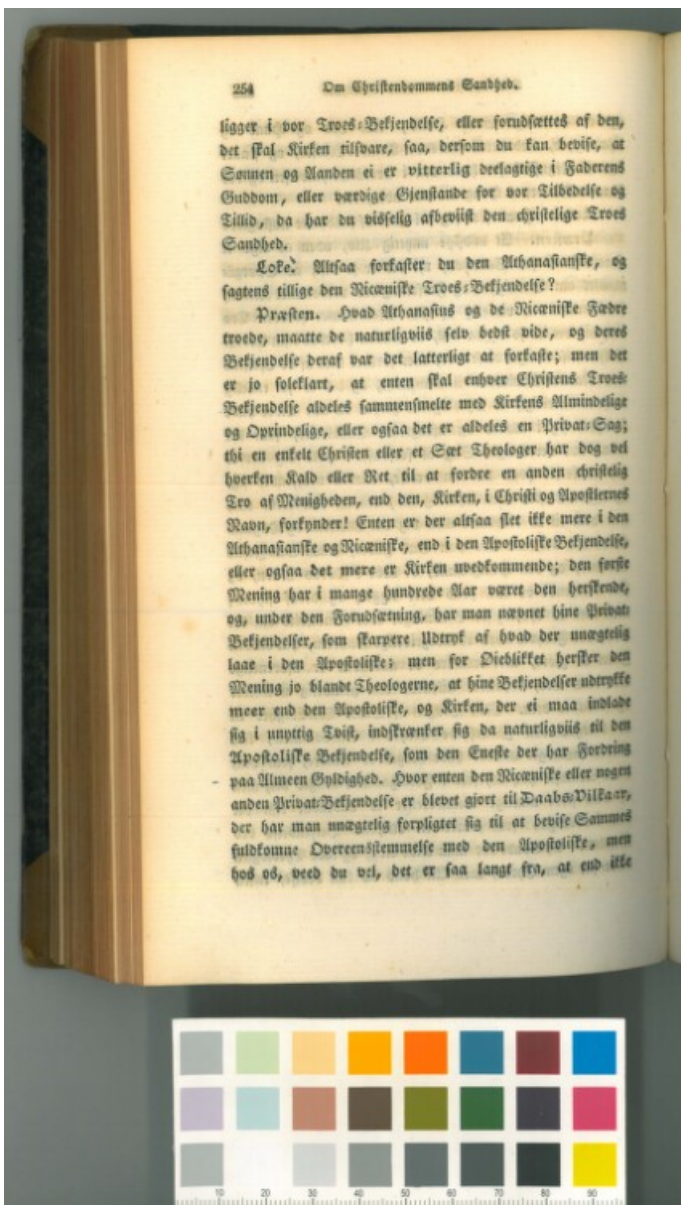 254 Om Christendommens Sandhed.
ligger i vor Troes-Bekjendelse, eller forudsættes af den,
det skal Kirken tilsvare, saa, dersom du kan bevise, at
Sønnen og Aanden ei er vitterlig deelagtige i Faderens
Guddom, eller værdige Gjenstande for vor Tilbedelse og
Tillid, da har du visselig afbeviist den christelige Troes
Sandhed.
Loke. Altsaa forkaster du den Athanasianske, og
sagtens tillige den Nicæniske Troes-Bekjendelse?
Præsten. Hvad Athanasius og de Nicæniske Fædre
troede, maatte de naturligviis selv bedst vide, og deres
Bekjendelse deraf var det latterligt at forkaste; men det
er jo soleklart, at enten skal enhver Christens Troes-
Bekjendelse aldeles sammensmelte med Kirkens Almindelige
og Oprindelige, eller ogsaa det er aldeles en Privat-Sag;
thi en enkelt Christen eller et Sæt Theologer har dog vel
hverken Kald eller Ret til at fordre en anden christelig
Tro af Menigheden, end den, Kirken, i Christi og Apostlernes
Navn, forkynder! Enten er der altsaa slet ikke mere i den
Athanasianske og Nicæniske, end i den Apostoliske Bekjendelse,
eller ogsaa det mere er Kirken uvedkommende; den første
Mening har i mange hundrede Aar været den herskende,
og, under den Forudsætning, har man nævnet hine Privat-
Bekjendelser, som skarpere Udtryk af hvad der unægtelig
laae i den Apostoliske; men for Øieblikket hersker den
Mening jo blandt Theologerne, at hine Bekjendelser udtrykke
meer end den Apostoliske, og Kirken, der ei maa indlade
sig i unyttig Tvist, indskrænker sig da naturligviis til den
Apostoliske Bekjendelse, som den Eneste der har Fordring
paa Almeen Gyldighed. Hvor enten den Nicæniske eller nogen
anden Privat-Bekjendelse er blevet gjort til Daabs-Vilkaar,
der har man unægtelig forpligtet sig til at bevise Sammes
fuldkomne Overeensstemmelse med den Apostoliske, men
hos os, veed du vel, det er saa langt fra, at end ikke
10 20 30 40 50 60 70 80 90